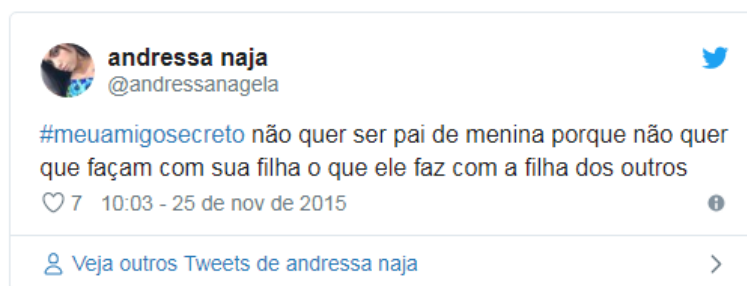 andressa naja
@andressanagela
#meuamigosecreto não quer ser pai de menina porque não quer
que façam com sua filha o que ele faz com a filha dos outros
7 10:03 - 25 de nov de 2015
Veja outros Tweets de andressa naja